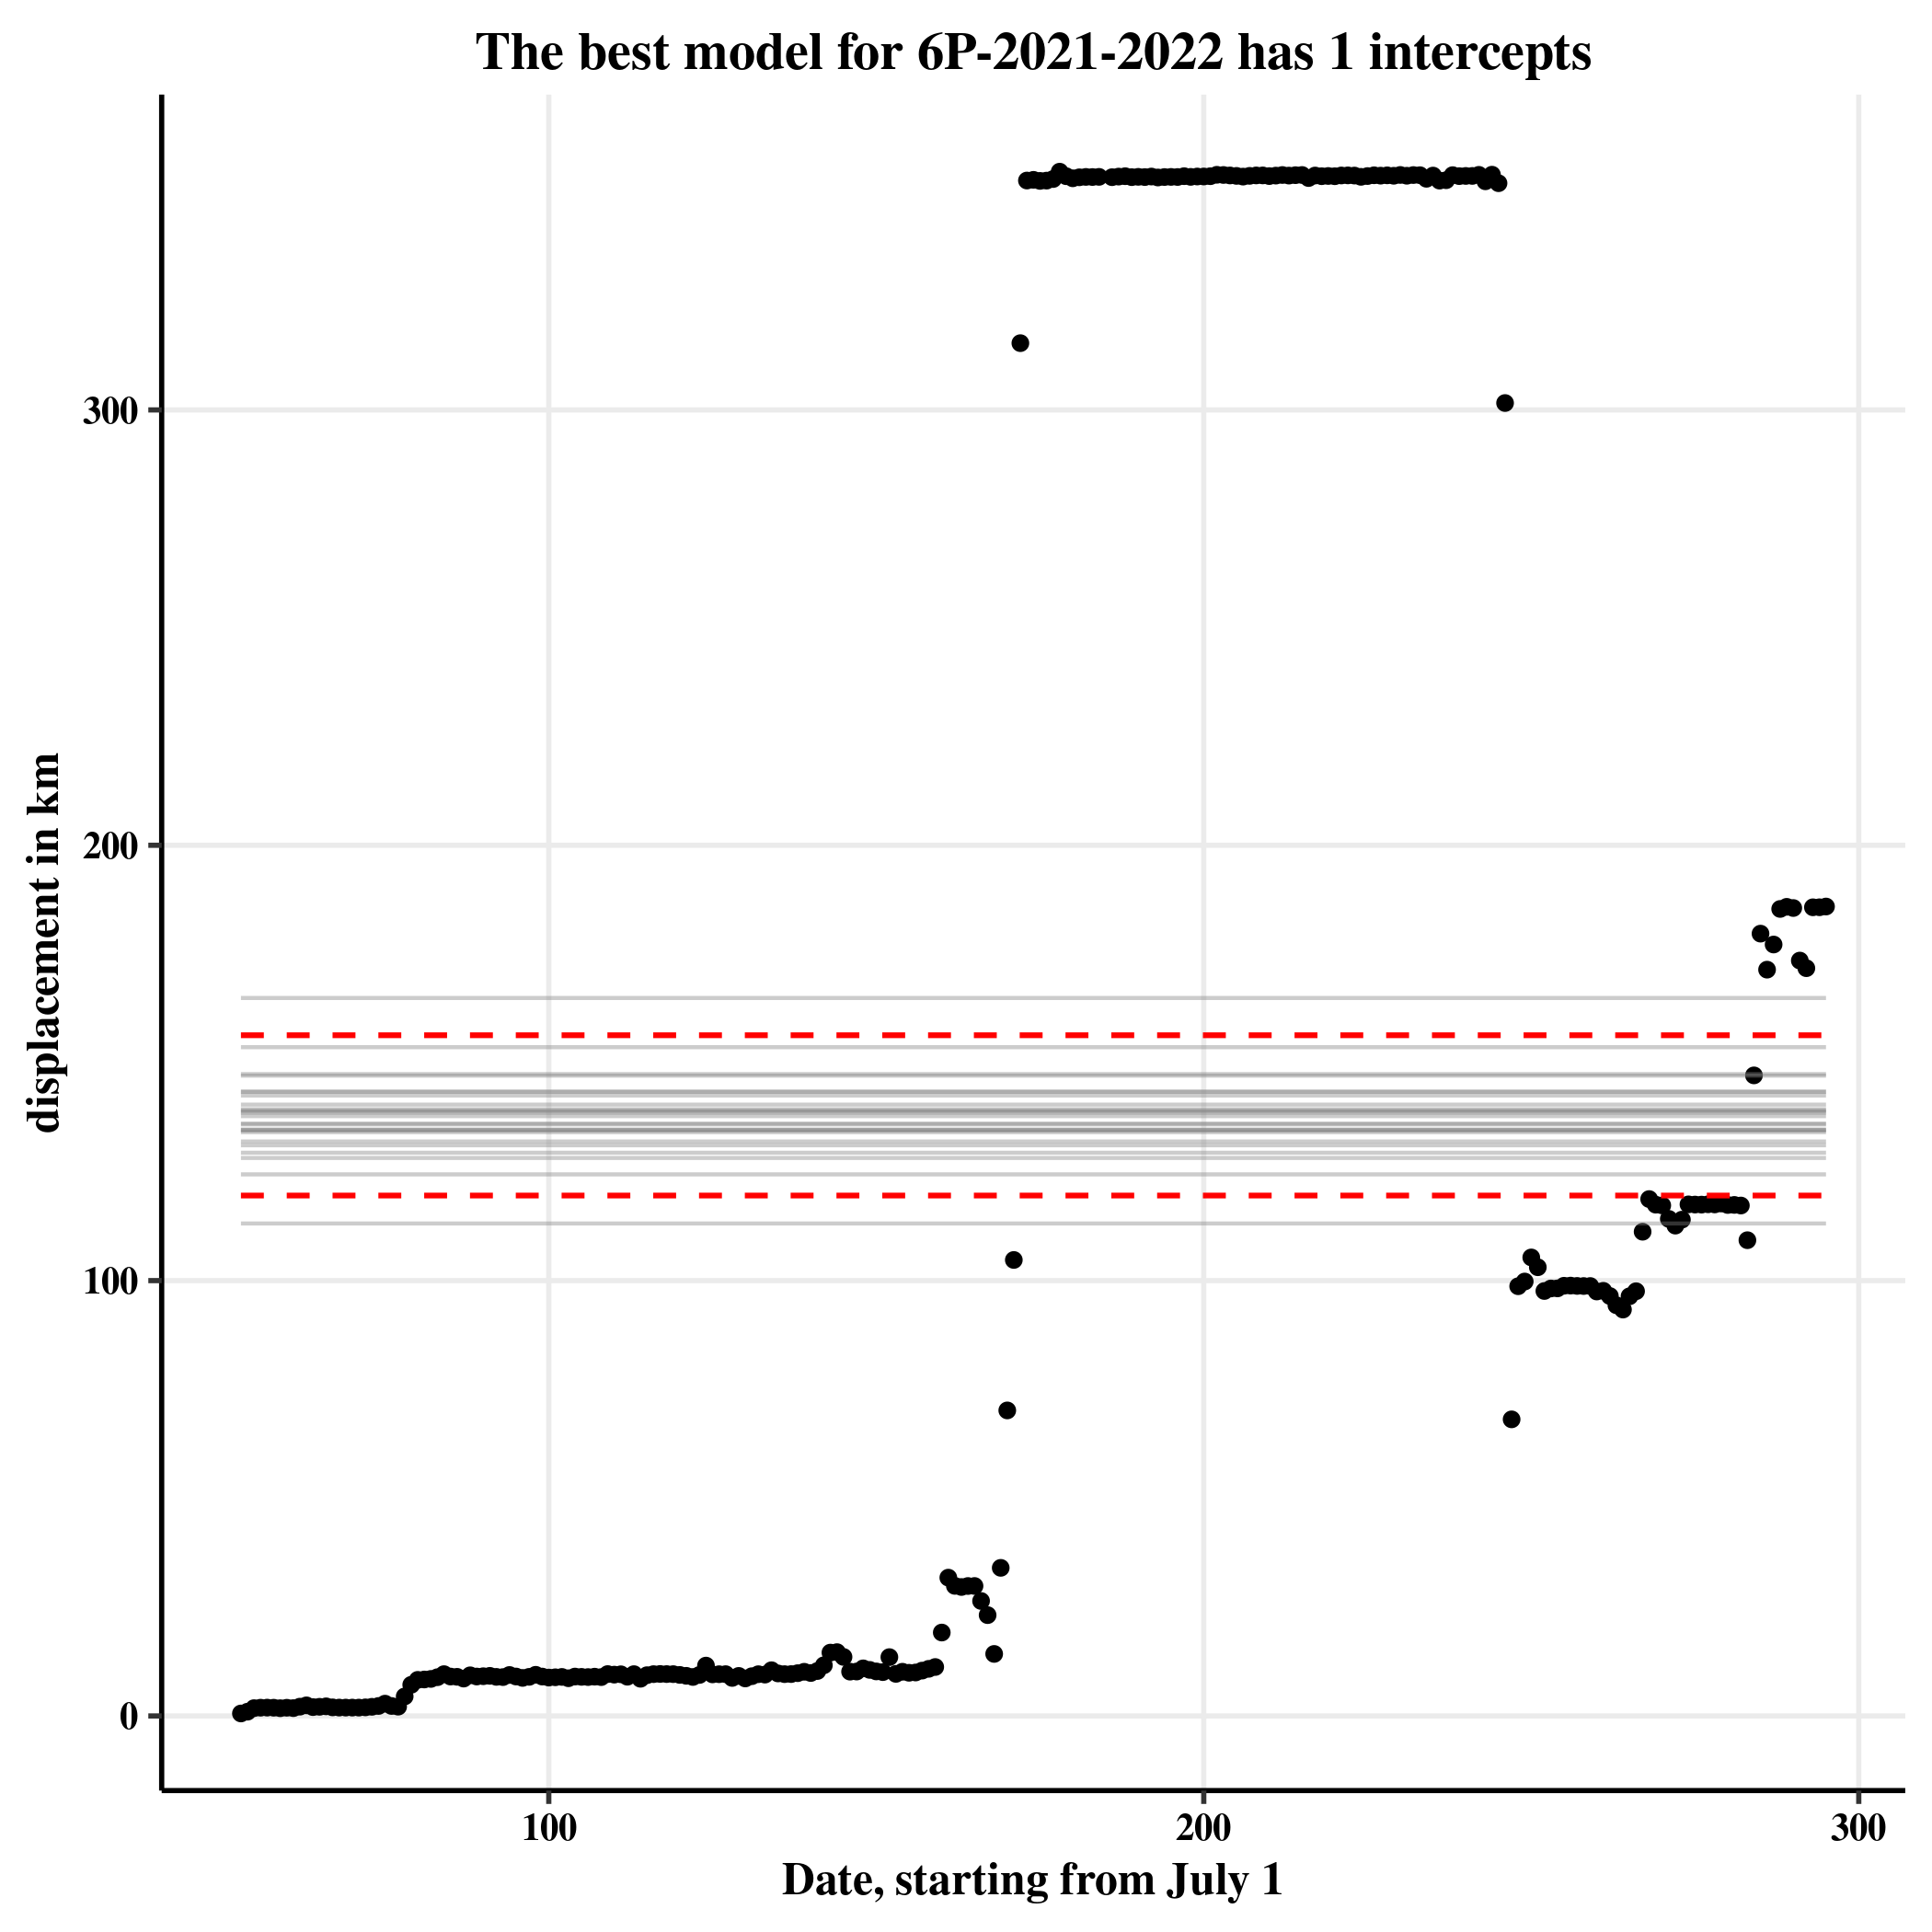 The best model for 6P-2021-2022 has 1 intercepts
displacement in km
300
200
100
0
100
200
300
Date, starting from July 1